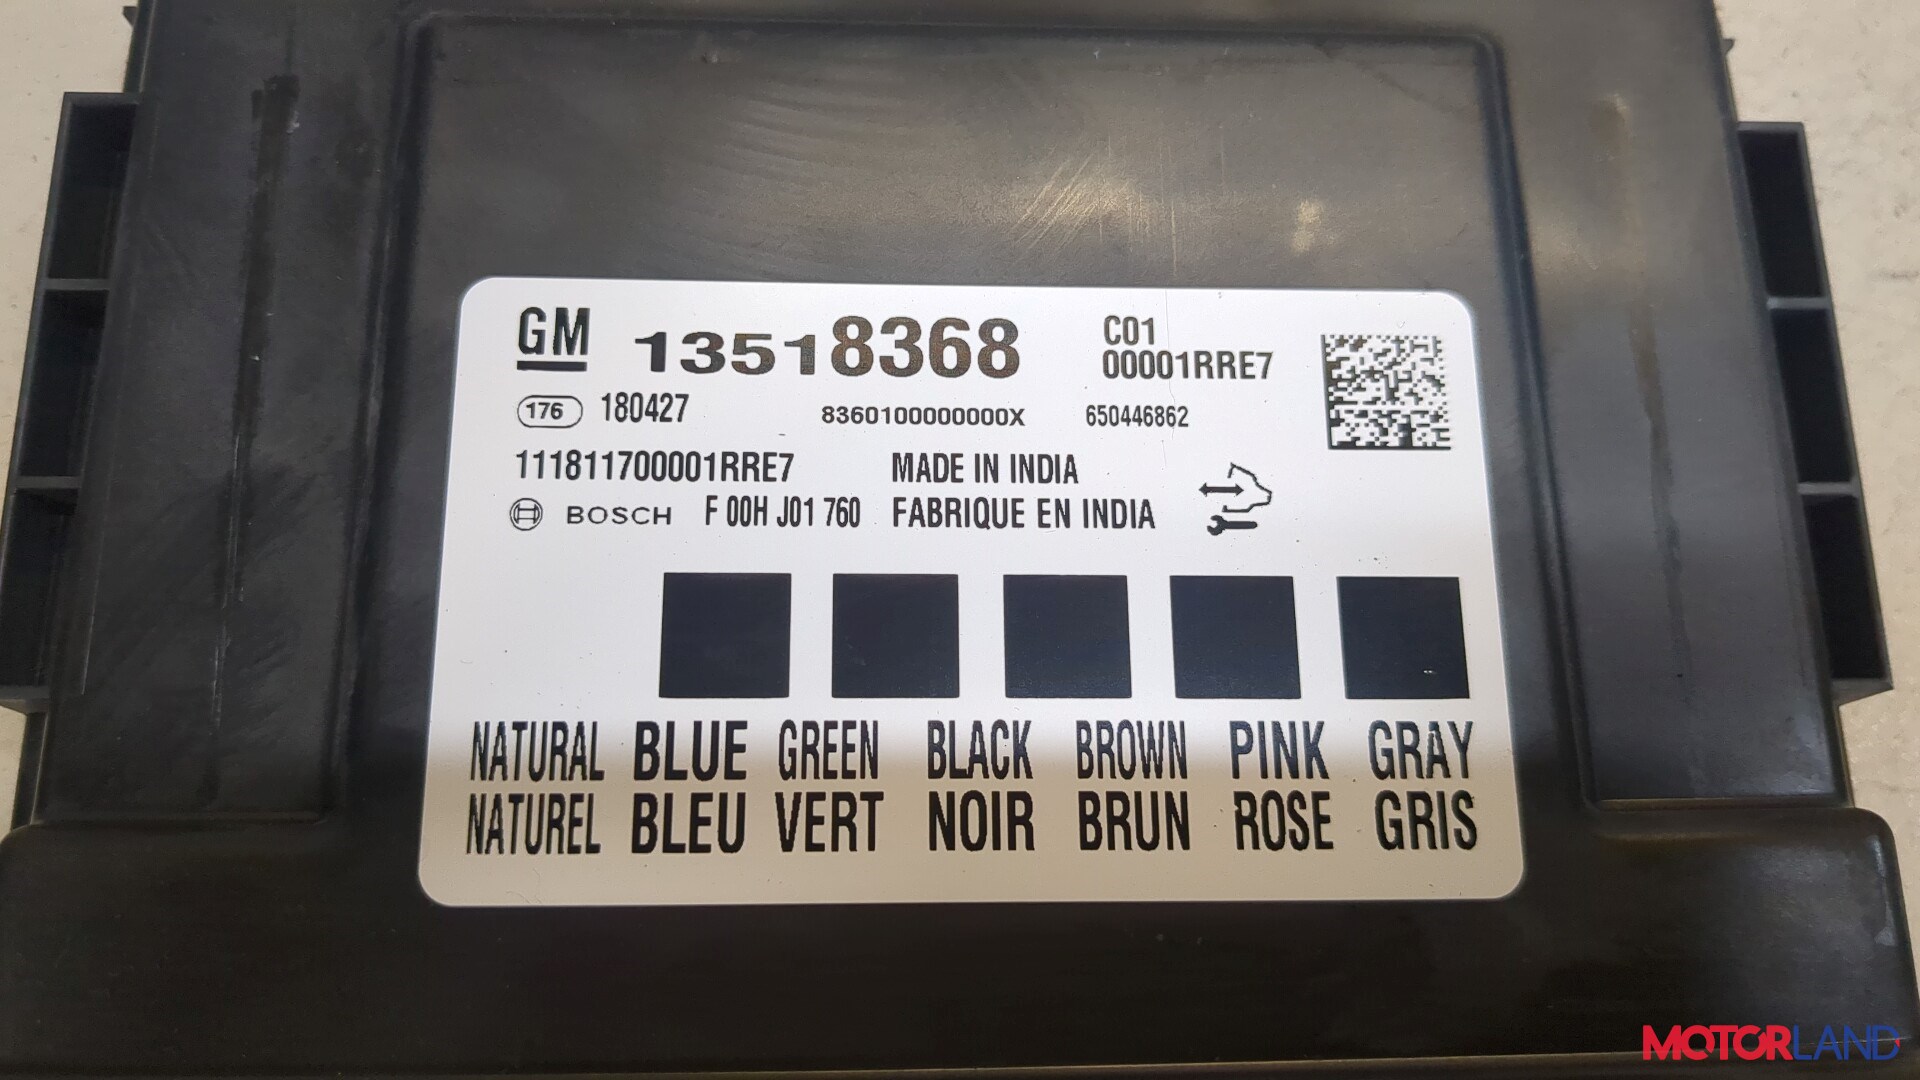 GM 13518368 C01
00001RRE7
176 180427 8360100000000X 650446862
111811700001RRE7 MADE IN INDIA
BOSCH F 00H J01 760 FABRIQUE EN INDIA
NATURAL BLUE GREEN BLACK BROWN PINK GRAY
NATUREL BLEU VERT NOIR BRUN ROSE GRIS
MOTORLAND